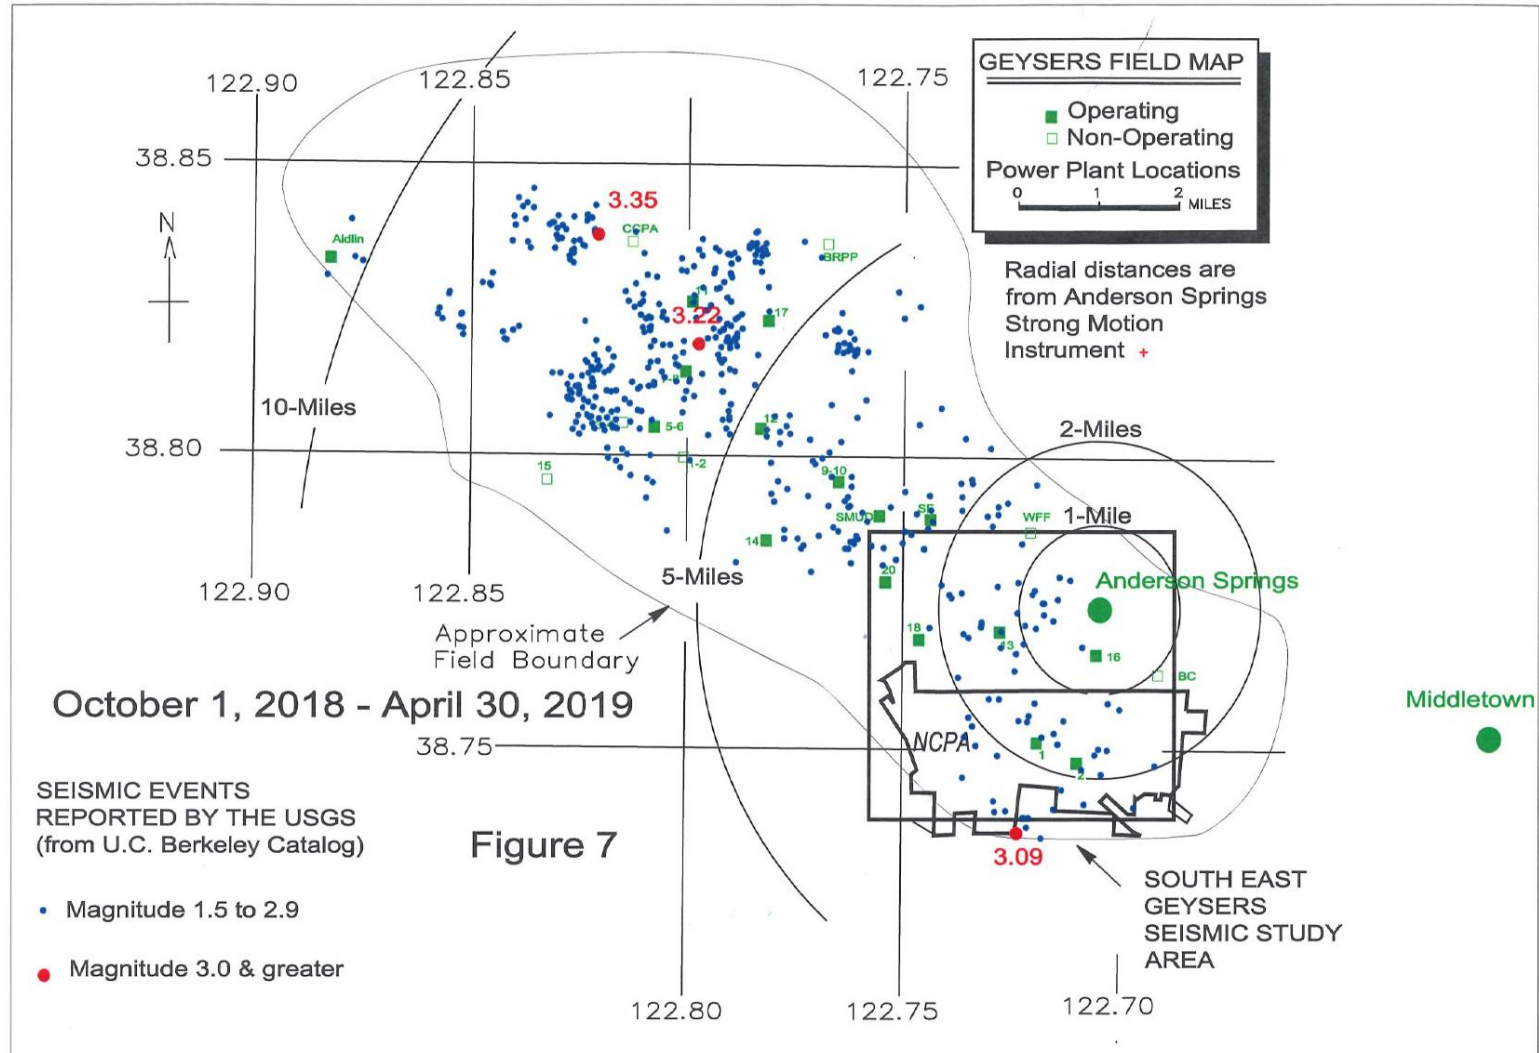 GEYSERS FIELD MAP
Operating
Non-Operating
Power Plant Locations
0 1 2
MILES
Radial distances are
from Anderson Springs
Strong Motion
Instrument +
122.90
122.85
122.75
38.85
N
3.35
CCPA
Aidlin
BRPP
11
3.22
17
7-8
10-Miles
2-Miles
12
5-6
38.80
1-2
15
9-10
SMUD
SF
WFF
1-Mile
14
5-Miles
20
Anderson Springs
122.90
122.85
Approximate
Field Boundary
18
13
16
BC
October 1, 2018 - April 30, 2019
Middletown
38.75
NCPA
1
2
SEISMIC EVENTS
REPORTED BY THE USGS
(from U.C. Berkeley Catalog)
Figure 7
3.09
SOUTH EAST
GEYSERS
SEISMIC STUDY
AREA
Magnitude 1.5 to 2.9
Magnitude 3.0 & greater
122.80
122.75
122.70